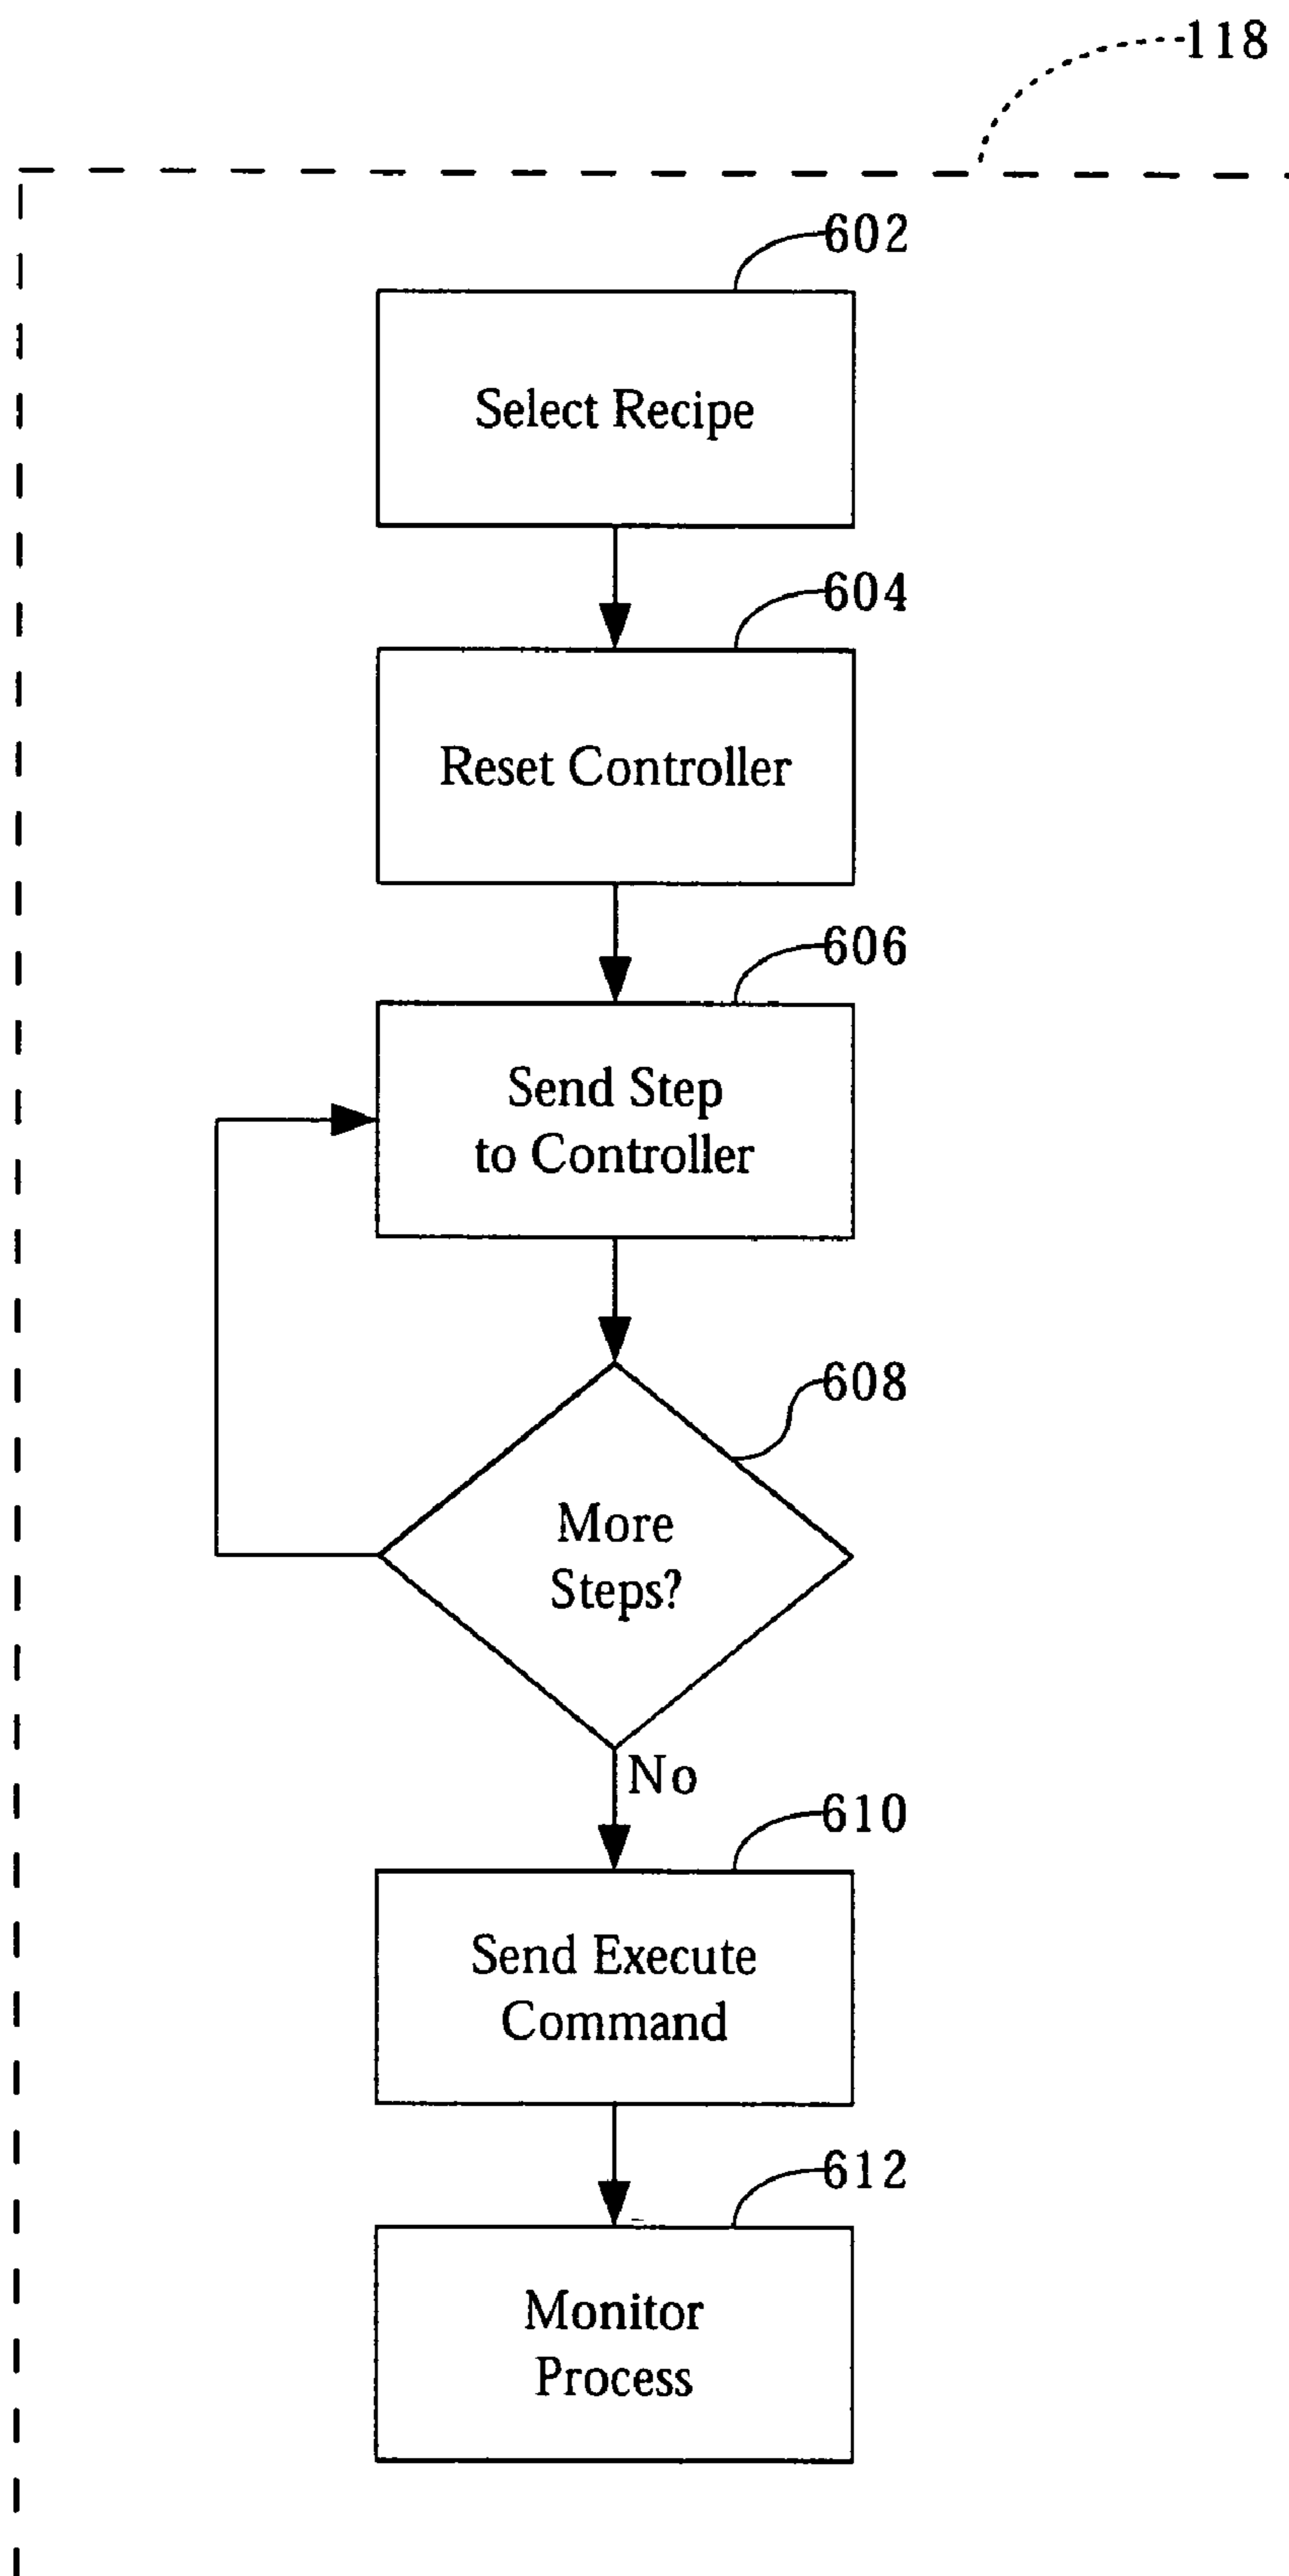 118
602
Select Recipe
604
Reset Controller
606
Send Step
to Controller
608
More
Steps?
No
610
Send Execute
Command
612
Monitor
Process